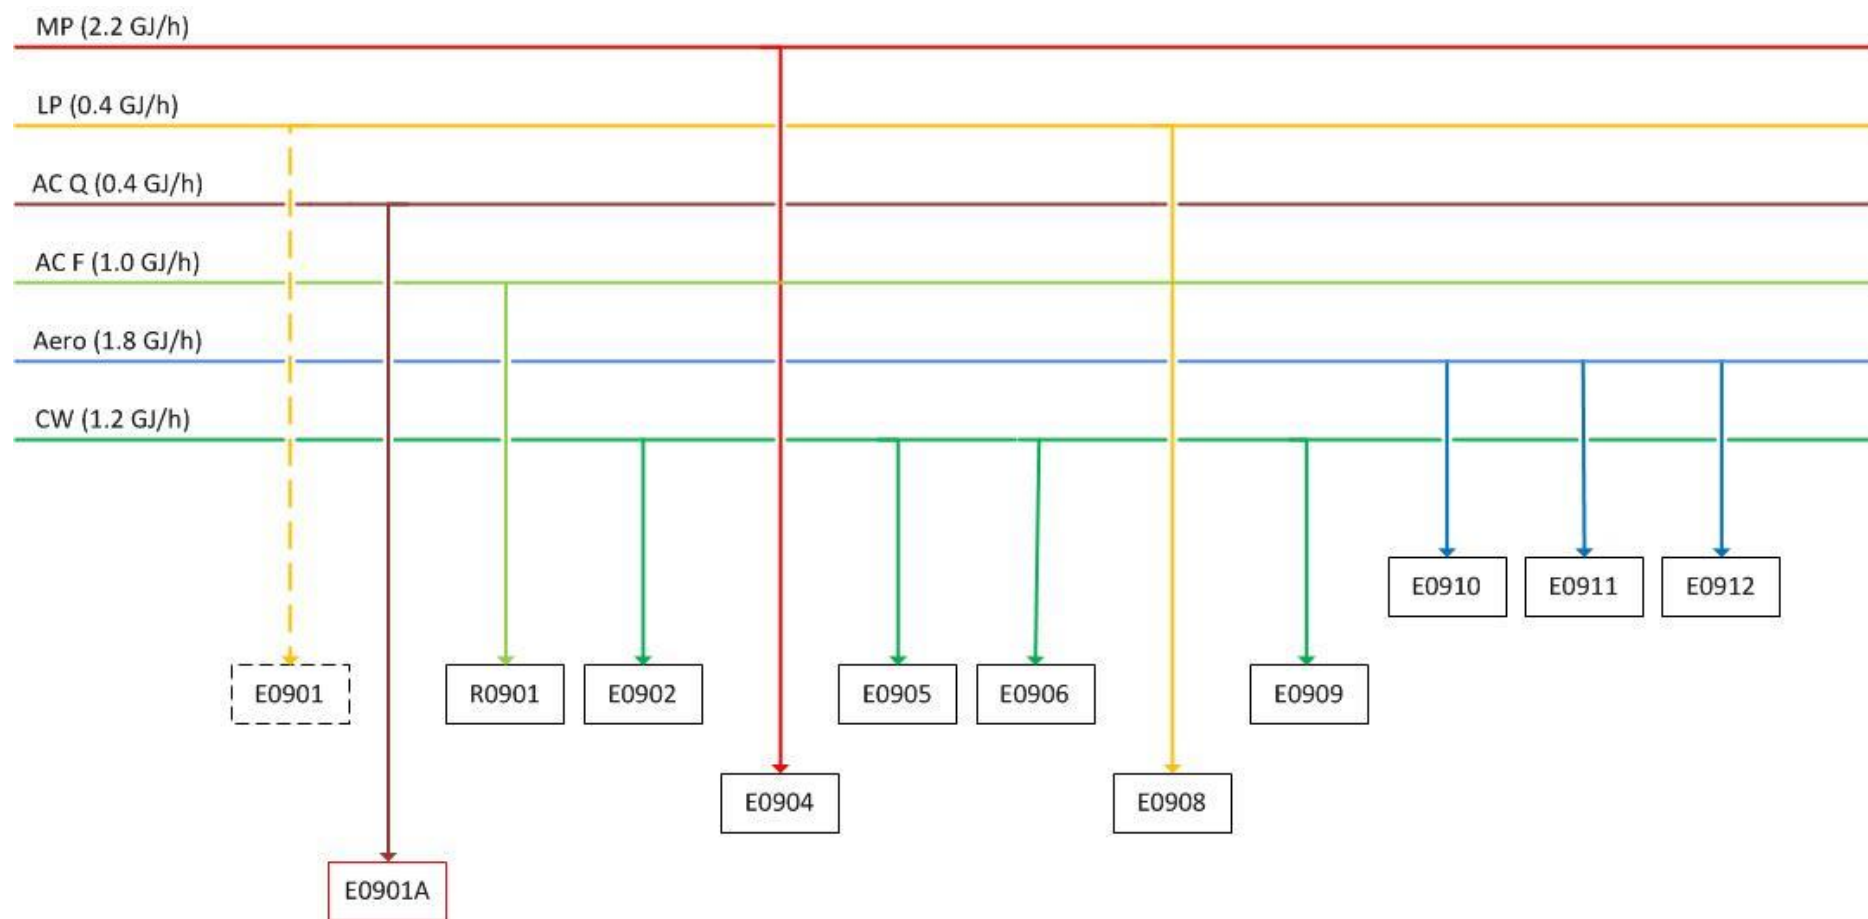 MP (2.2 GJ/h)
LP (0.4 GJ/h)
AC Q (0.4 GJ/h)
AC F (1.0 GJ/h)
Aero (1.8 GJ/h)
CW (1.2 GJ/h)
E0910
E0911
E0912
E0901
R0901
E0902
E0905
E0906
E0909
E0904
E0908
E0901A